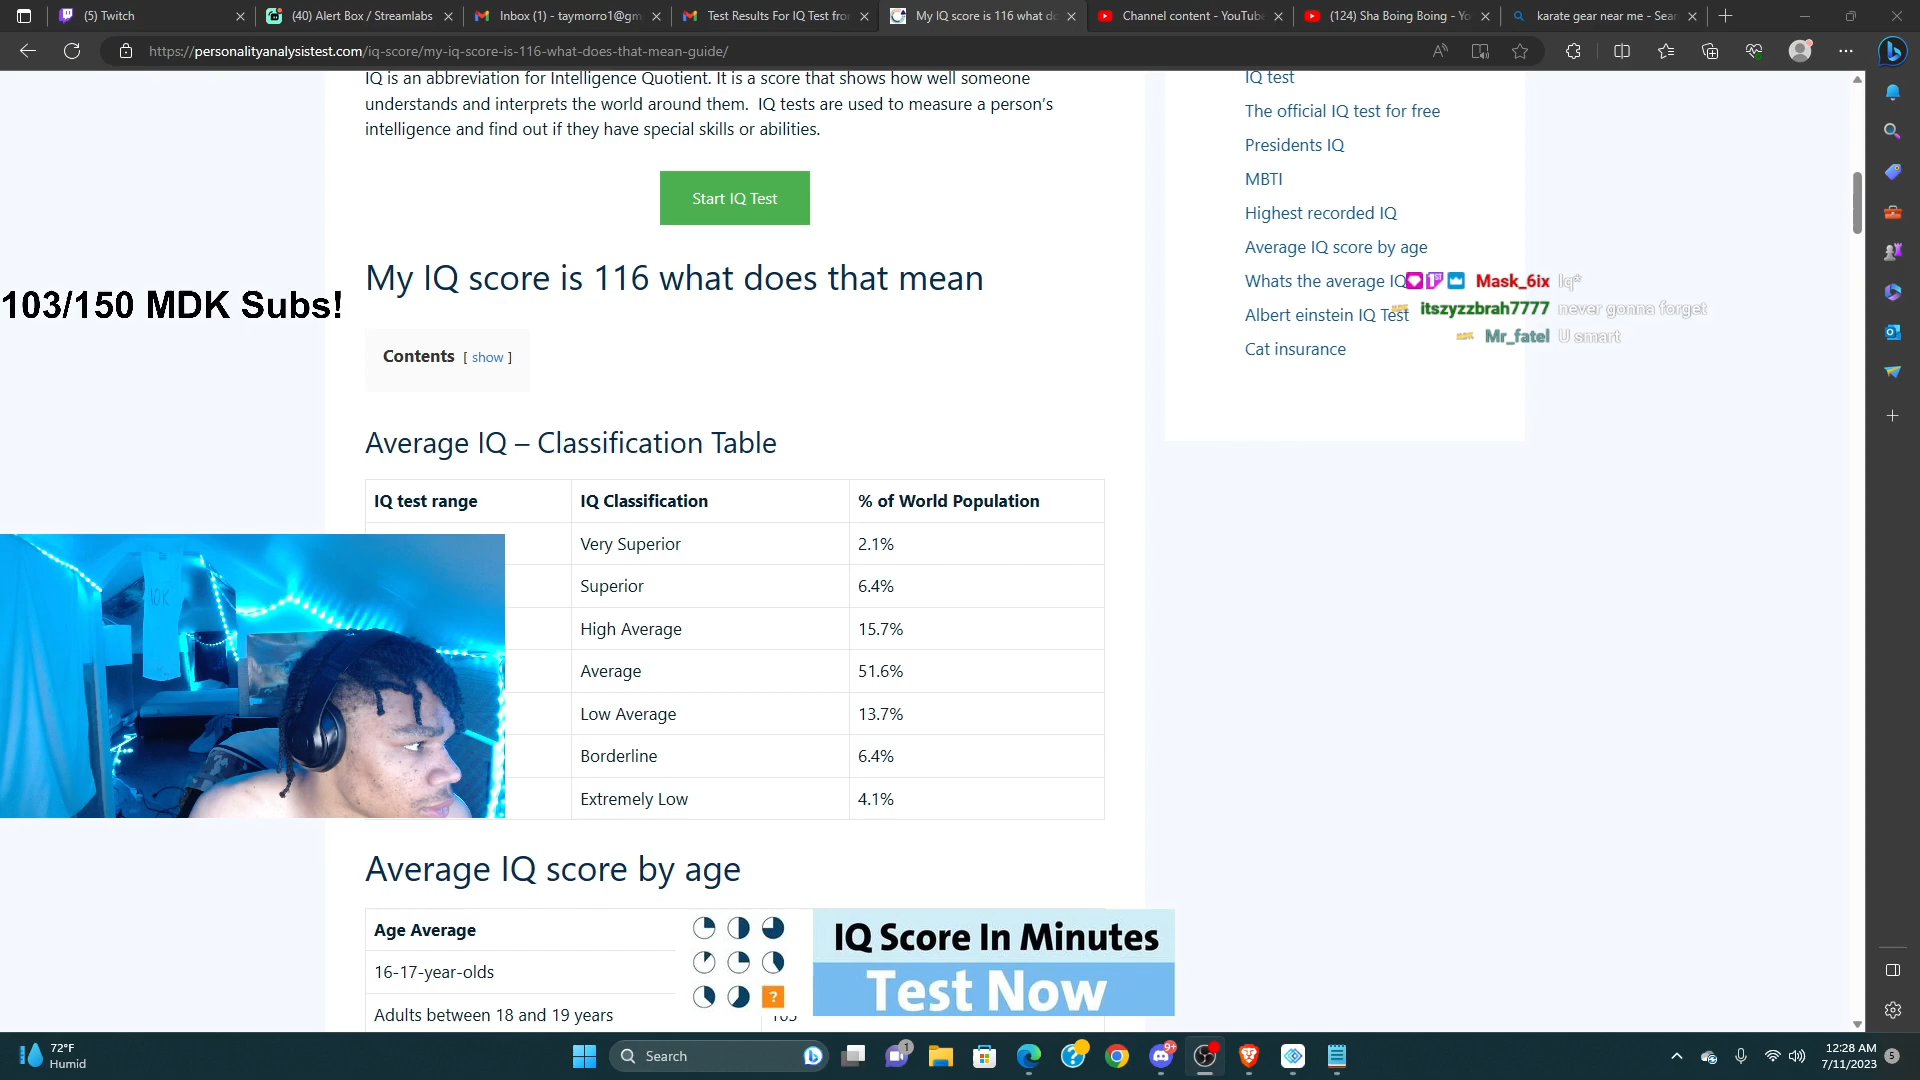 (5) Twitch
(40) Alert Box / Streamlabs
Inbox (1) - taymorro1@gm
Test Results For IQ Test fro
My IQ score is 116 what do
Channel content - YouTube
(124) Sha Boing Boing - Yo
karate gear near me - Sear
https://personalityanalysistest.com/iq-score/my-iq-score-is-116-what-does-that-mean-guide/
IQ is an abbreviation for Intelligence Quotient. It is a score that shows how well someone
understands and interprets the world around them. IQ tests are used to measure a person's
intelligence and find out if they have special skills or abilities.
Start IQ Test
My IQ score is 116 what does that mean
103/150 MDK Subs!
Contents [ show ]
Average IQ – Classification Table
IQ test range IQ Classification % of World Population
Very Superior 2.1%
Superior 6.4%
High Average 15.7%
Average 51.6%
Low Average 13.7%
Borderline 6.4%
Extremely Low 4.1%
Average IQ score by age
Age Average
16-17-year-olds
Adults between 18 and 19 years
?
IQ Score In Minutes
Test Now
IQ test
The official IQ test for free
Presidents IQ
MBTI
Highest recorded IQ
Average IQ score by age
Whats the average IQ
Albert einstein IQ Test
Cat insurance
Mask_6ix Iq*
itszyzzbrah7777 never gonna forget
Mr_fatel U smart
72°F
Humid
Search
1
9+
12:28 AM
7/11/2023
5